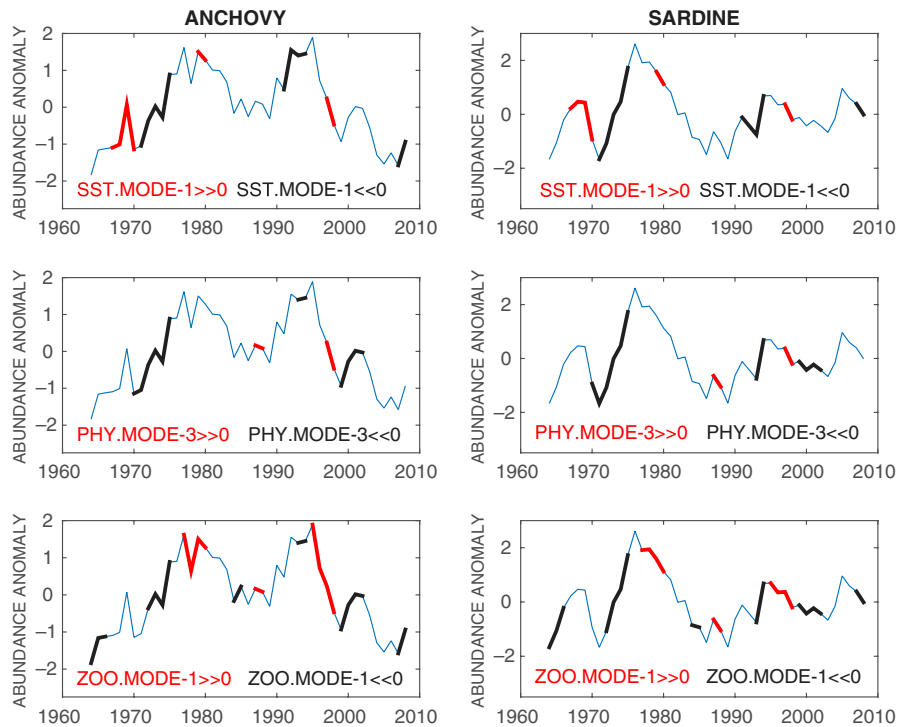 ANCHOVY
SARDINE
ABUNDANCE ANOMALY
2
1
0
−1
−2
SST.MODE-1>>0 SST.MODE-1<<0
1960 1970 1980 1990 2000 2010
ABUNDANCE ANOMALY
2
0
−2
SST.MODE-1>>0 SST.MODE-1<<0
1960 1970 1980 1990 2000 2010
ABUNDANCE ANOMALY
2
1
0
−1
−2
PHY.MODE-3>>0 PHY.MODE-3<<0
1960 1970 1980 1990 2000 2010
ABUNDANCE ANOMALY
2
0
−2
PHY.MODE-3>>0 PHY.MODE-3<<0
1960 1970 1980 1990 2000 2010
ABUNDANCE ANOMALY
2
1
0
−1
−2
ZOO.MODE-1>>0 ZOO.MODE-1<<0
1960 1970 1980 1990 2000 2010
ABUNDANCE ANOMALY
2
0
−2
ZOO.MODE-1>>0 ZOO.MODE-1<<0
1960 1970 1980 1990 2000 2010